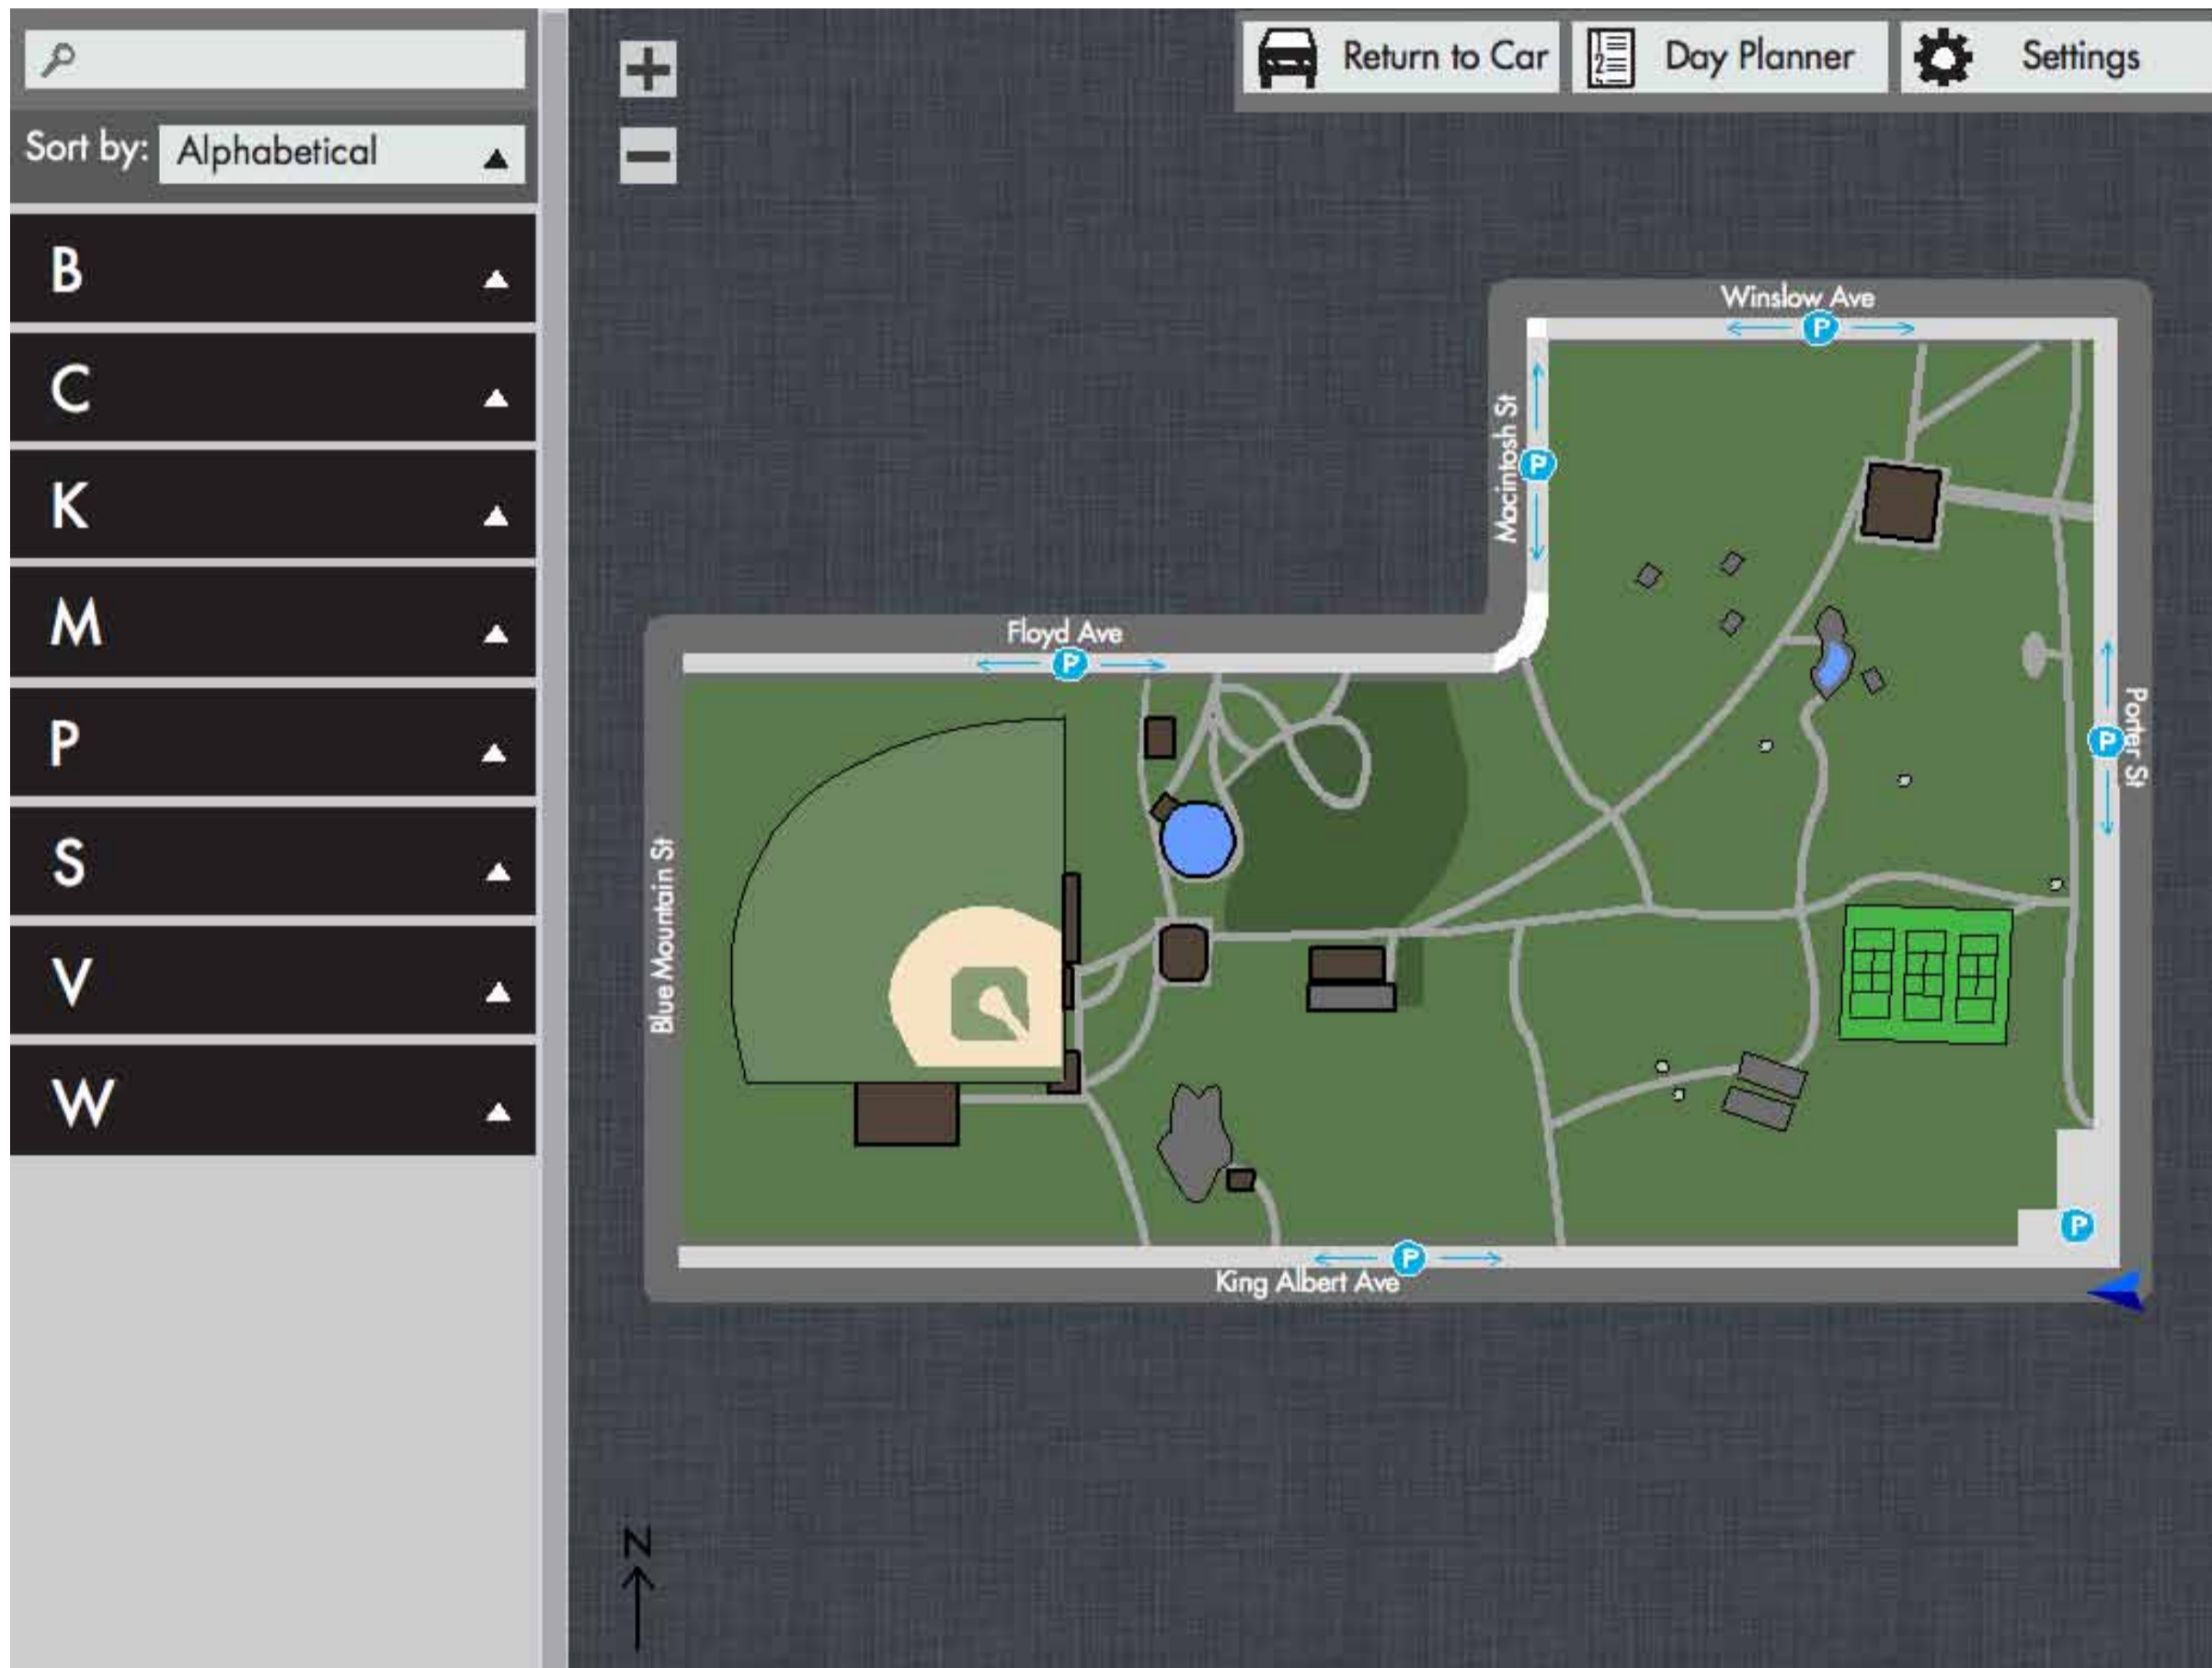 Return to Car
Day Planner
Settings
Sort by: Alphabetical
B
C
K
M
P
S
V
W
Winslow Ave
P
Macintosh St
P
Floyd Ave
P
Porter St
P
Blue Mountain St
P
P
King Albert Ave
N